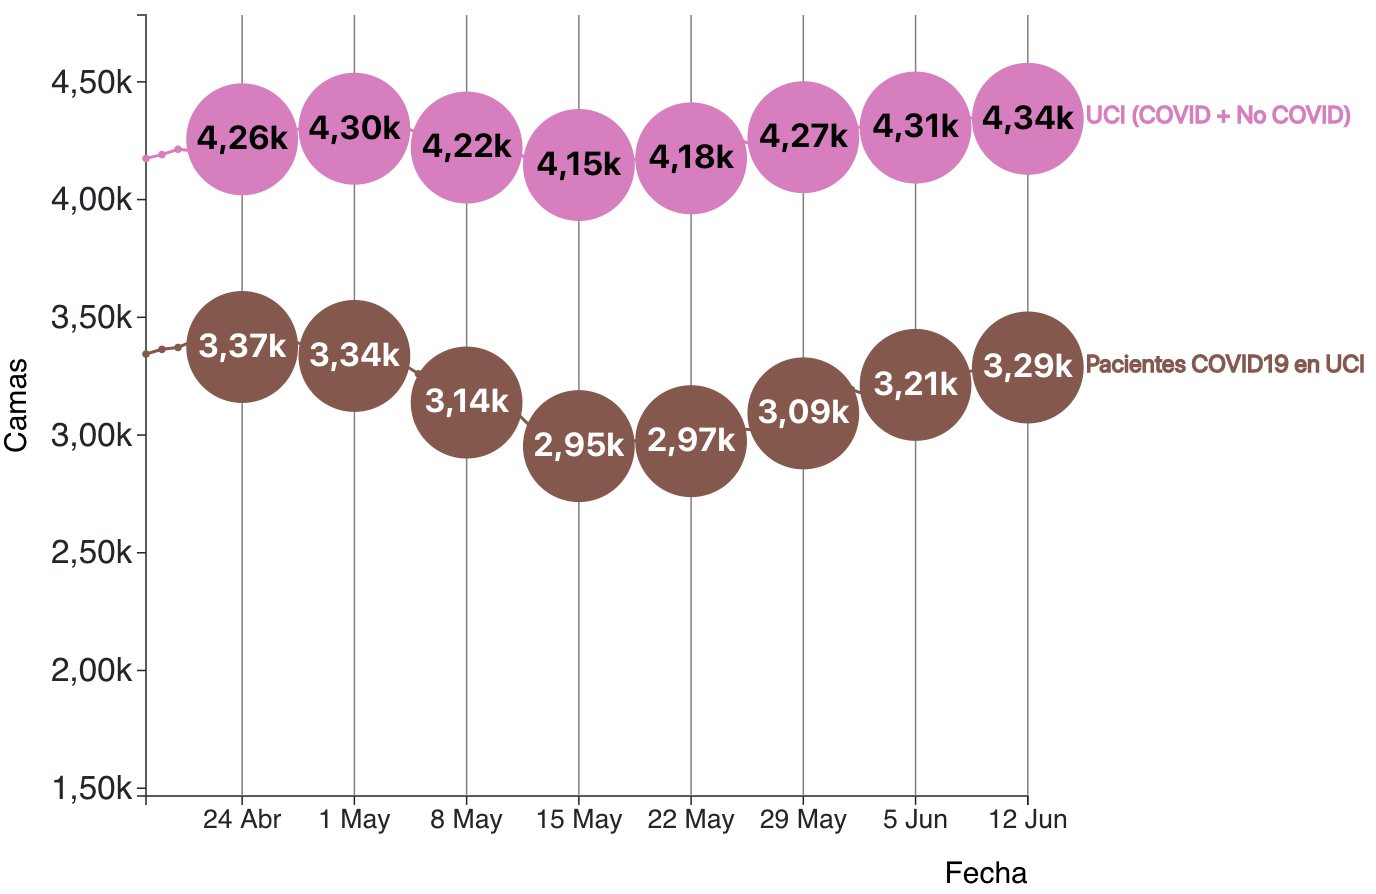 4,50k
4,00k
3,50k
3,00k
2,50k
2,00k
1,50k
Camas
4,26k 4,30k 4,22k 4,15k 4,18k 4,27k 4,31k 4,34k
UCI (COVID + No COVID)
3,37k 3,34k 3,14k 2,95k 2,97k 3,09k 3,21k 3,29k
Pacientes COVID19 en UCI
24 Abr 1 May 8 May 15 May 22 May 29 May 5 Jun 12 Jun
Fecha